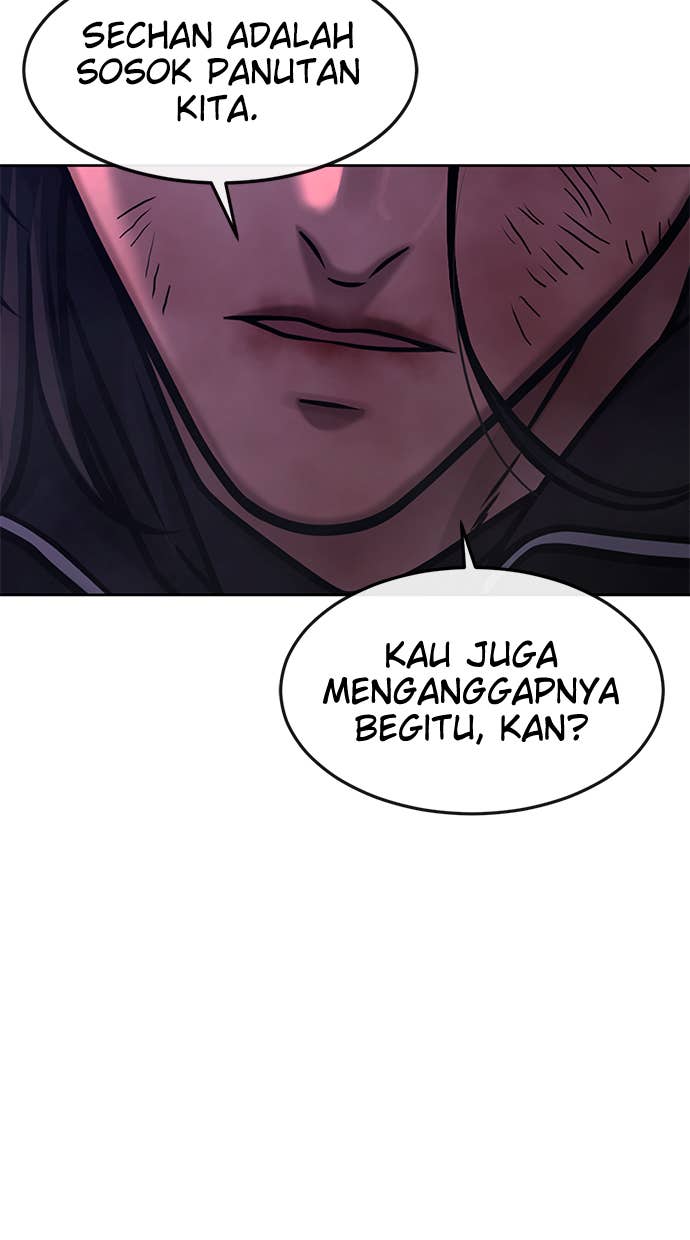 SECHAN ADALAH
SOSOK PANUTAN
KITA.
KAU JUGA
MENGANGGAPNYA
BEGITU, KAN?